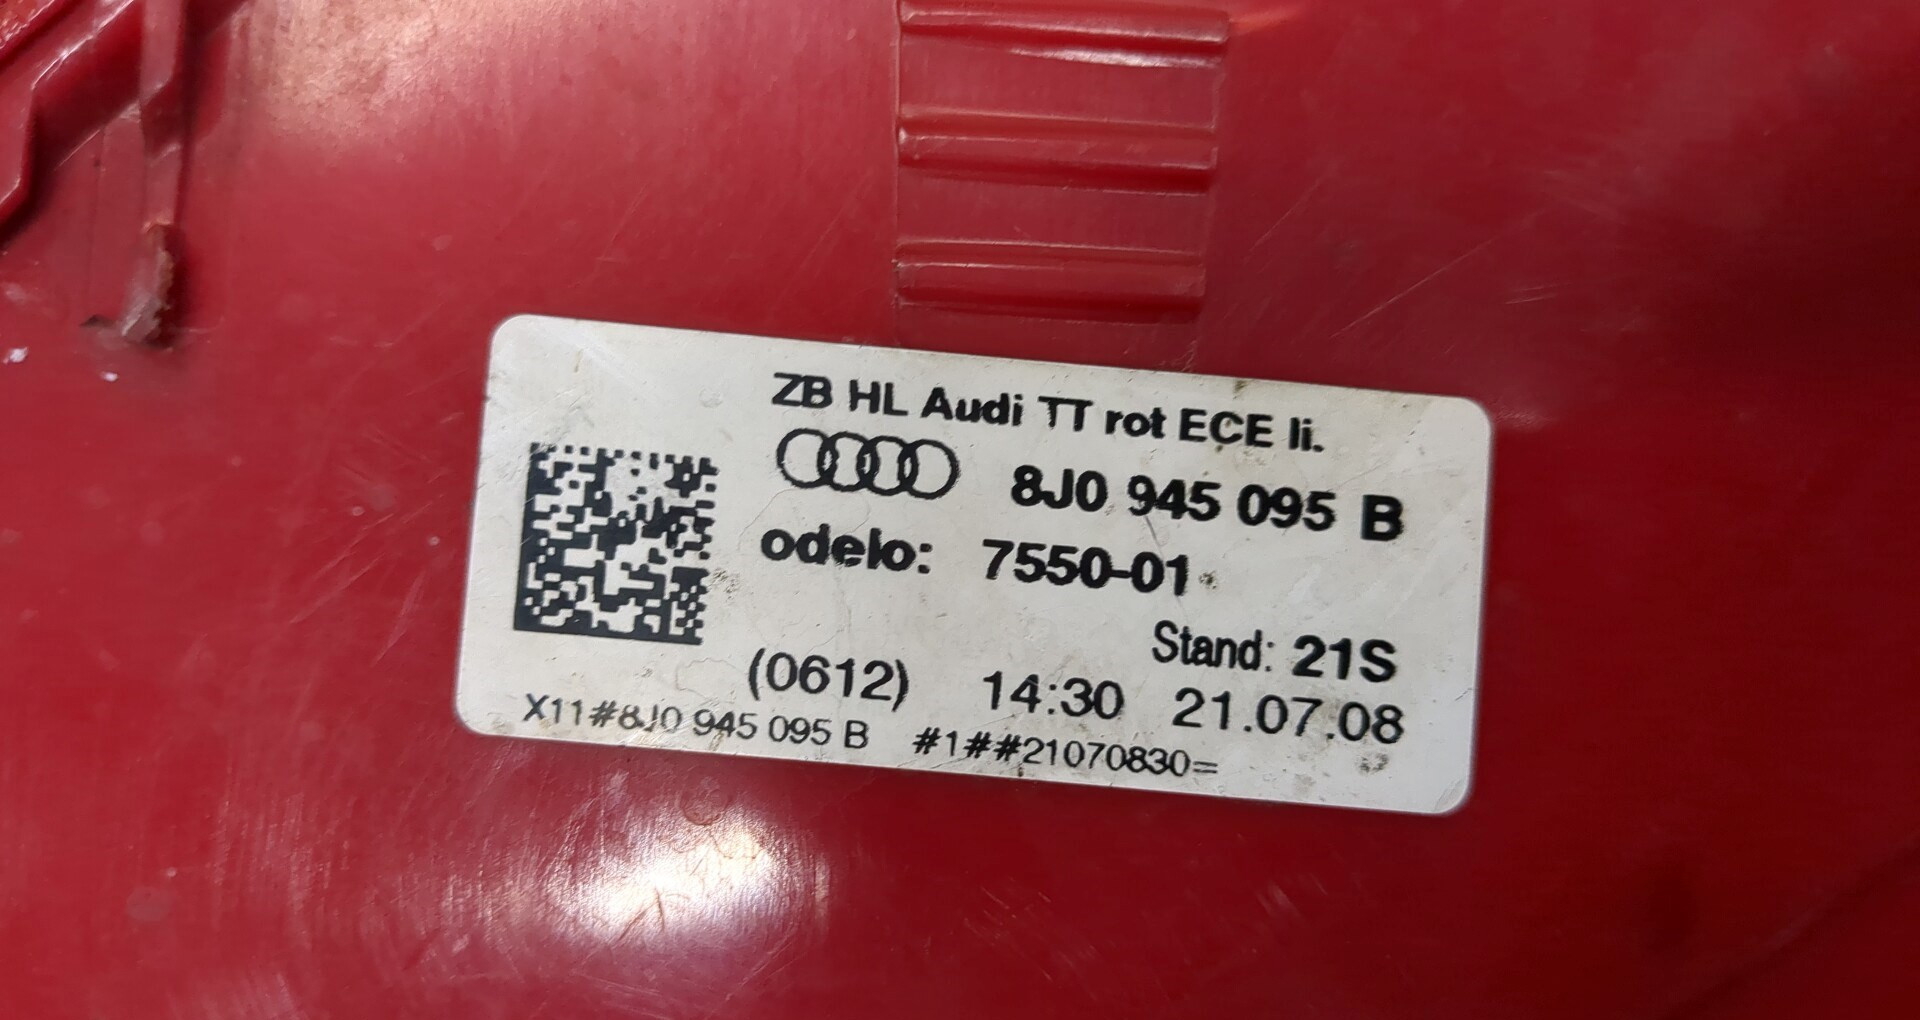 ZB HL Audi TT rot ECE li.
8J0 945 095 B
odelo: 7550-01
Stand: 21S
(0612) 14:30 21.07.08
X11#8J0 945 095 B #1##21070830=